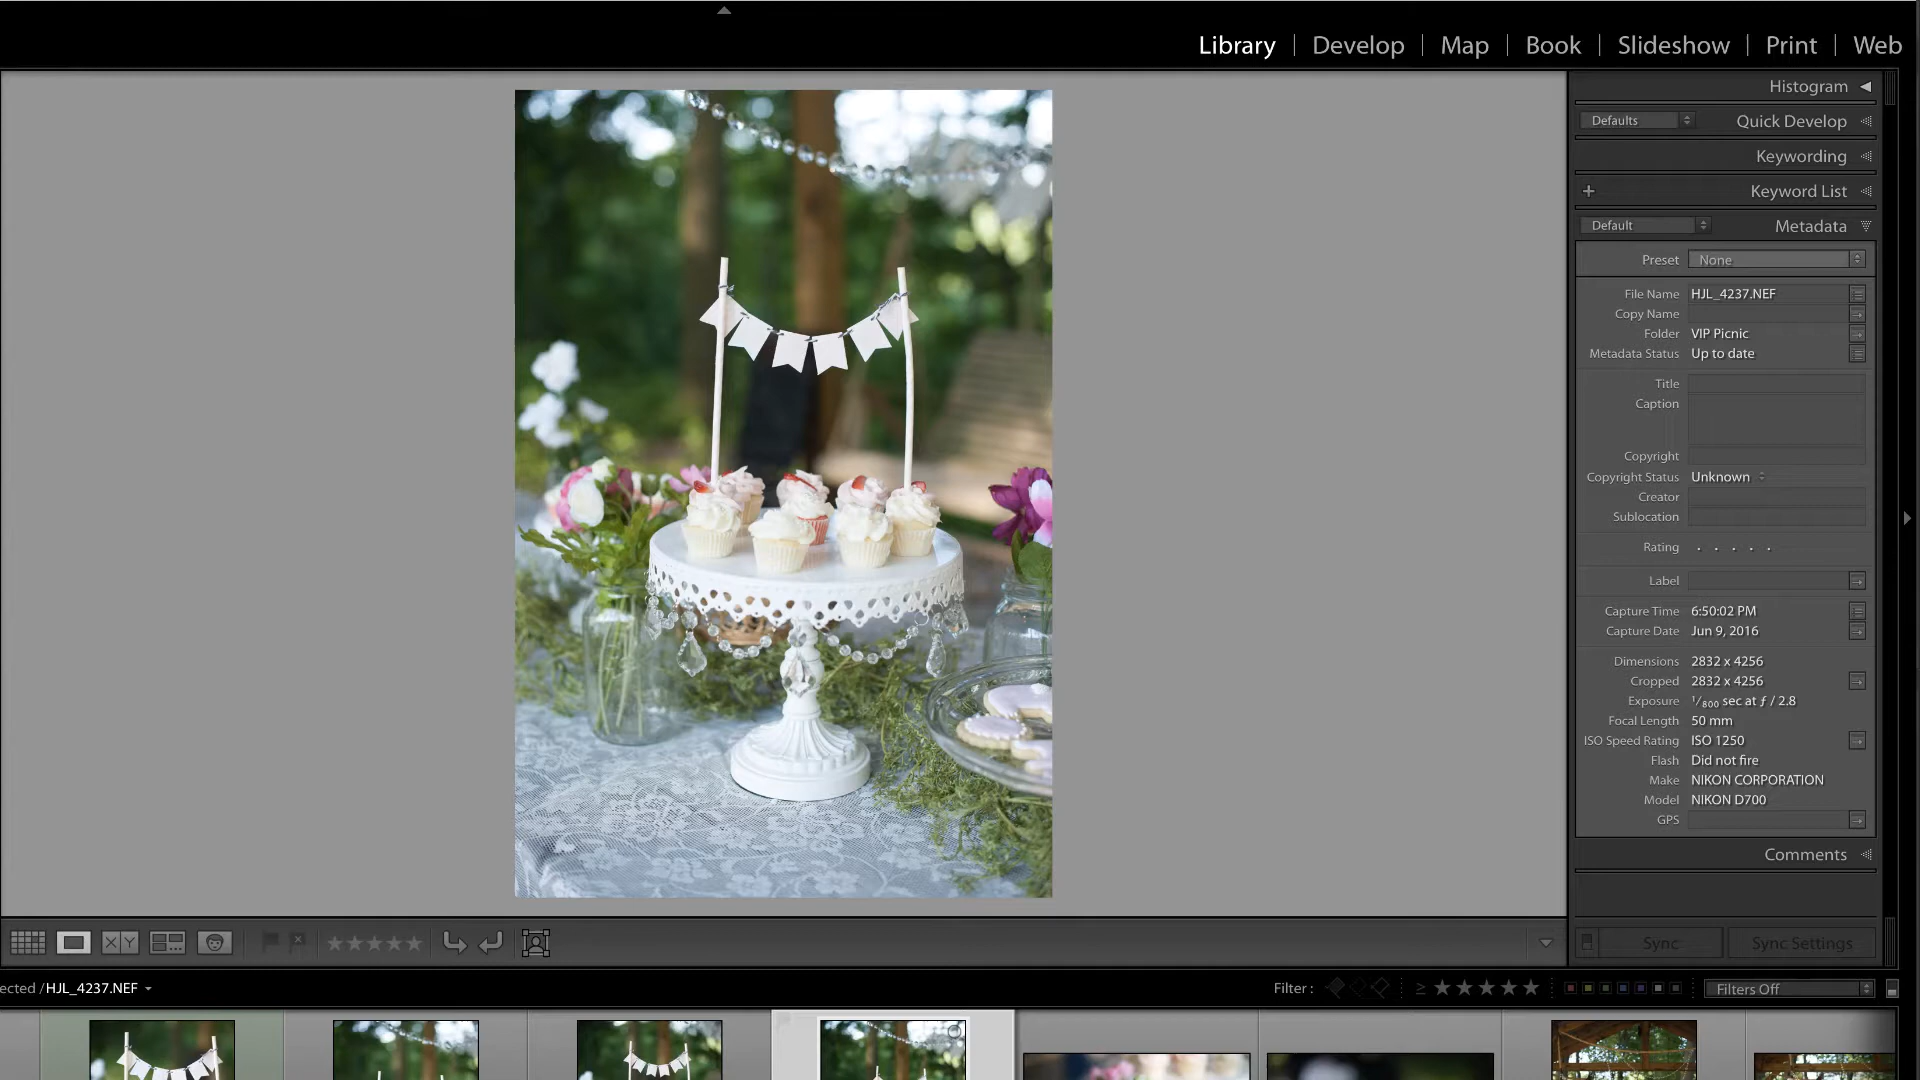 Library | Develop | Map | Book | Slideshow | Print | Web
Histogram
Defaults Quick Develop
Keywording
+ Keyword List
Default Metadata
Preset None
File Name HJL_4237.NEF
Copy Name
Folder VIP Picnic
Metadata Status Up to date
Title
Caption
Copyright
Copyright Status Unknown
Creator
Sublocation
Rating . . . . .
Label
Capture Time 6:50:02 PM
Capture Date Jun 9, 2016
Dimensions 2832 x 4256
Cropped 2832 x 4256
Exposure 1/800 sec at ƒ / 2.8
Focal Length 50 mm
ISO Speed Rating ISO 1250
Flash Did not fire
Make NIKON CORPORATION
Model NIKON D700
GPS
Comments
X Y
Sync Sync Settings
ected / HJL_4237.NEF
Filter : ≥ Filters Off